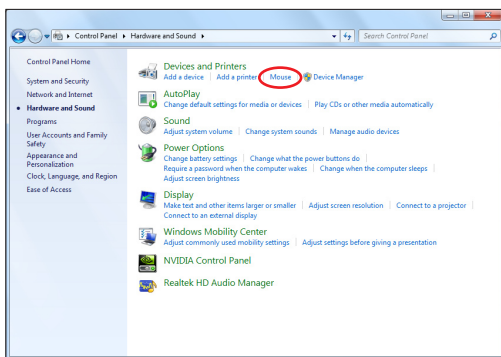 Control Panel ▸ Hardware and Sound ▸
Search Control Panel
Control Panel Home
System and Security
Network and Internet
Hardware and Sound
Programs
User Accounts and Family
Safety
Appearance and
Personalization
Clock, Language, and Region
Ease of Access
Devices and Printers
Add a device | Add a printer | Mouse | Device Manager
AutoPlay
Change default settings for media or devices | Play CDs or other media automatically
Sound
Adjust system volume | Change system sounds | Manage audio devices
Power Options
Change battery settings | Change what the power buttons do |
Require a password when the computer wakes | Change when the computer sleeps |
Adjust screen brightness
Display
Make text and other items larger or smaller | Adjust screen resolution | Connect to a projector |
Connect to an external display
Windows Mobility Center
Adjust commonly used mobility settings | Adjust settings before giving a presentation
NVIDIA Control Panel
Realtek HD Audio Manager